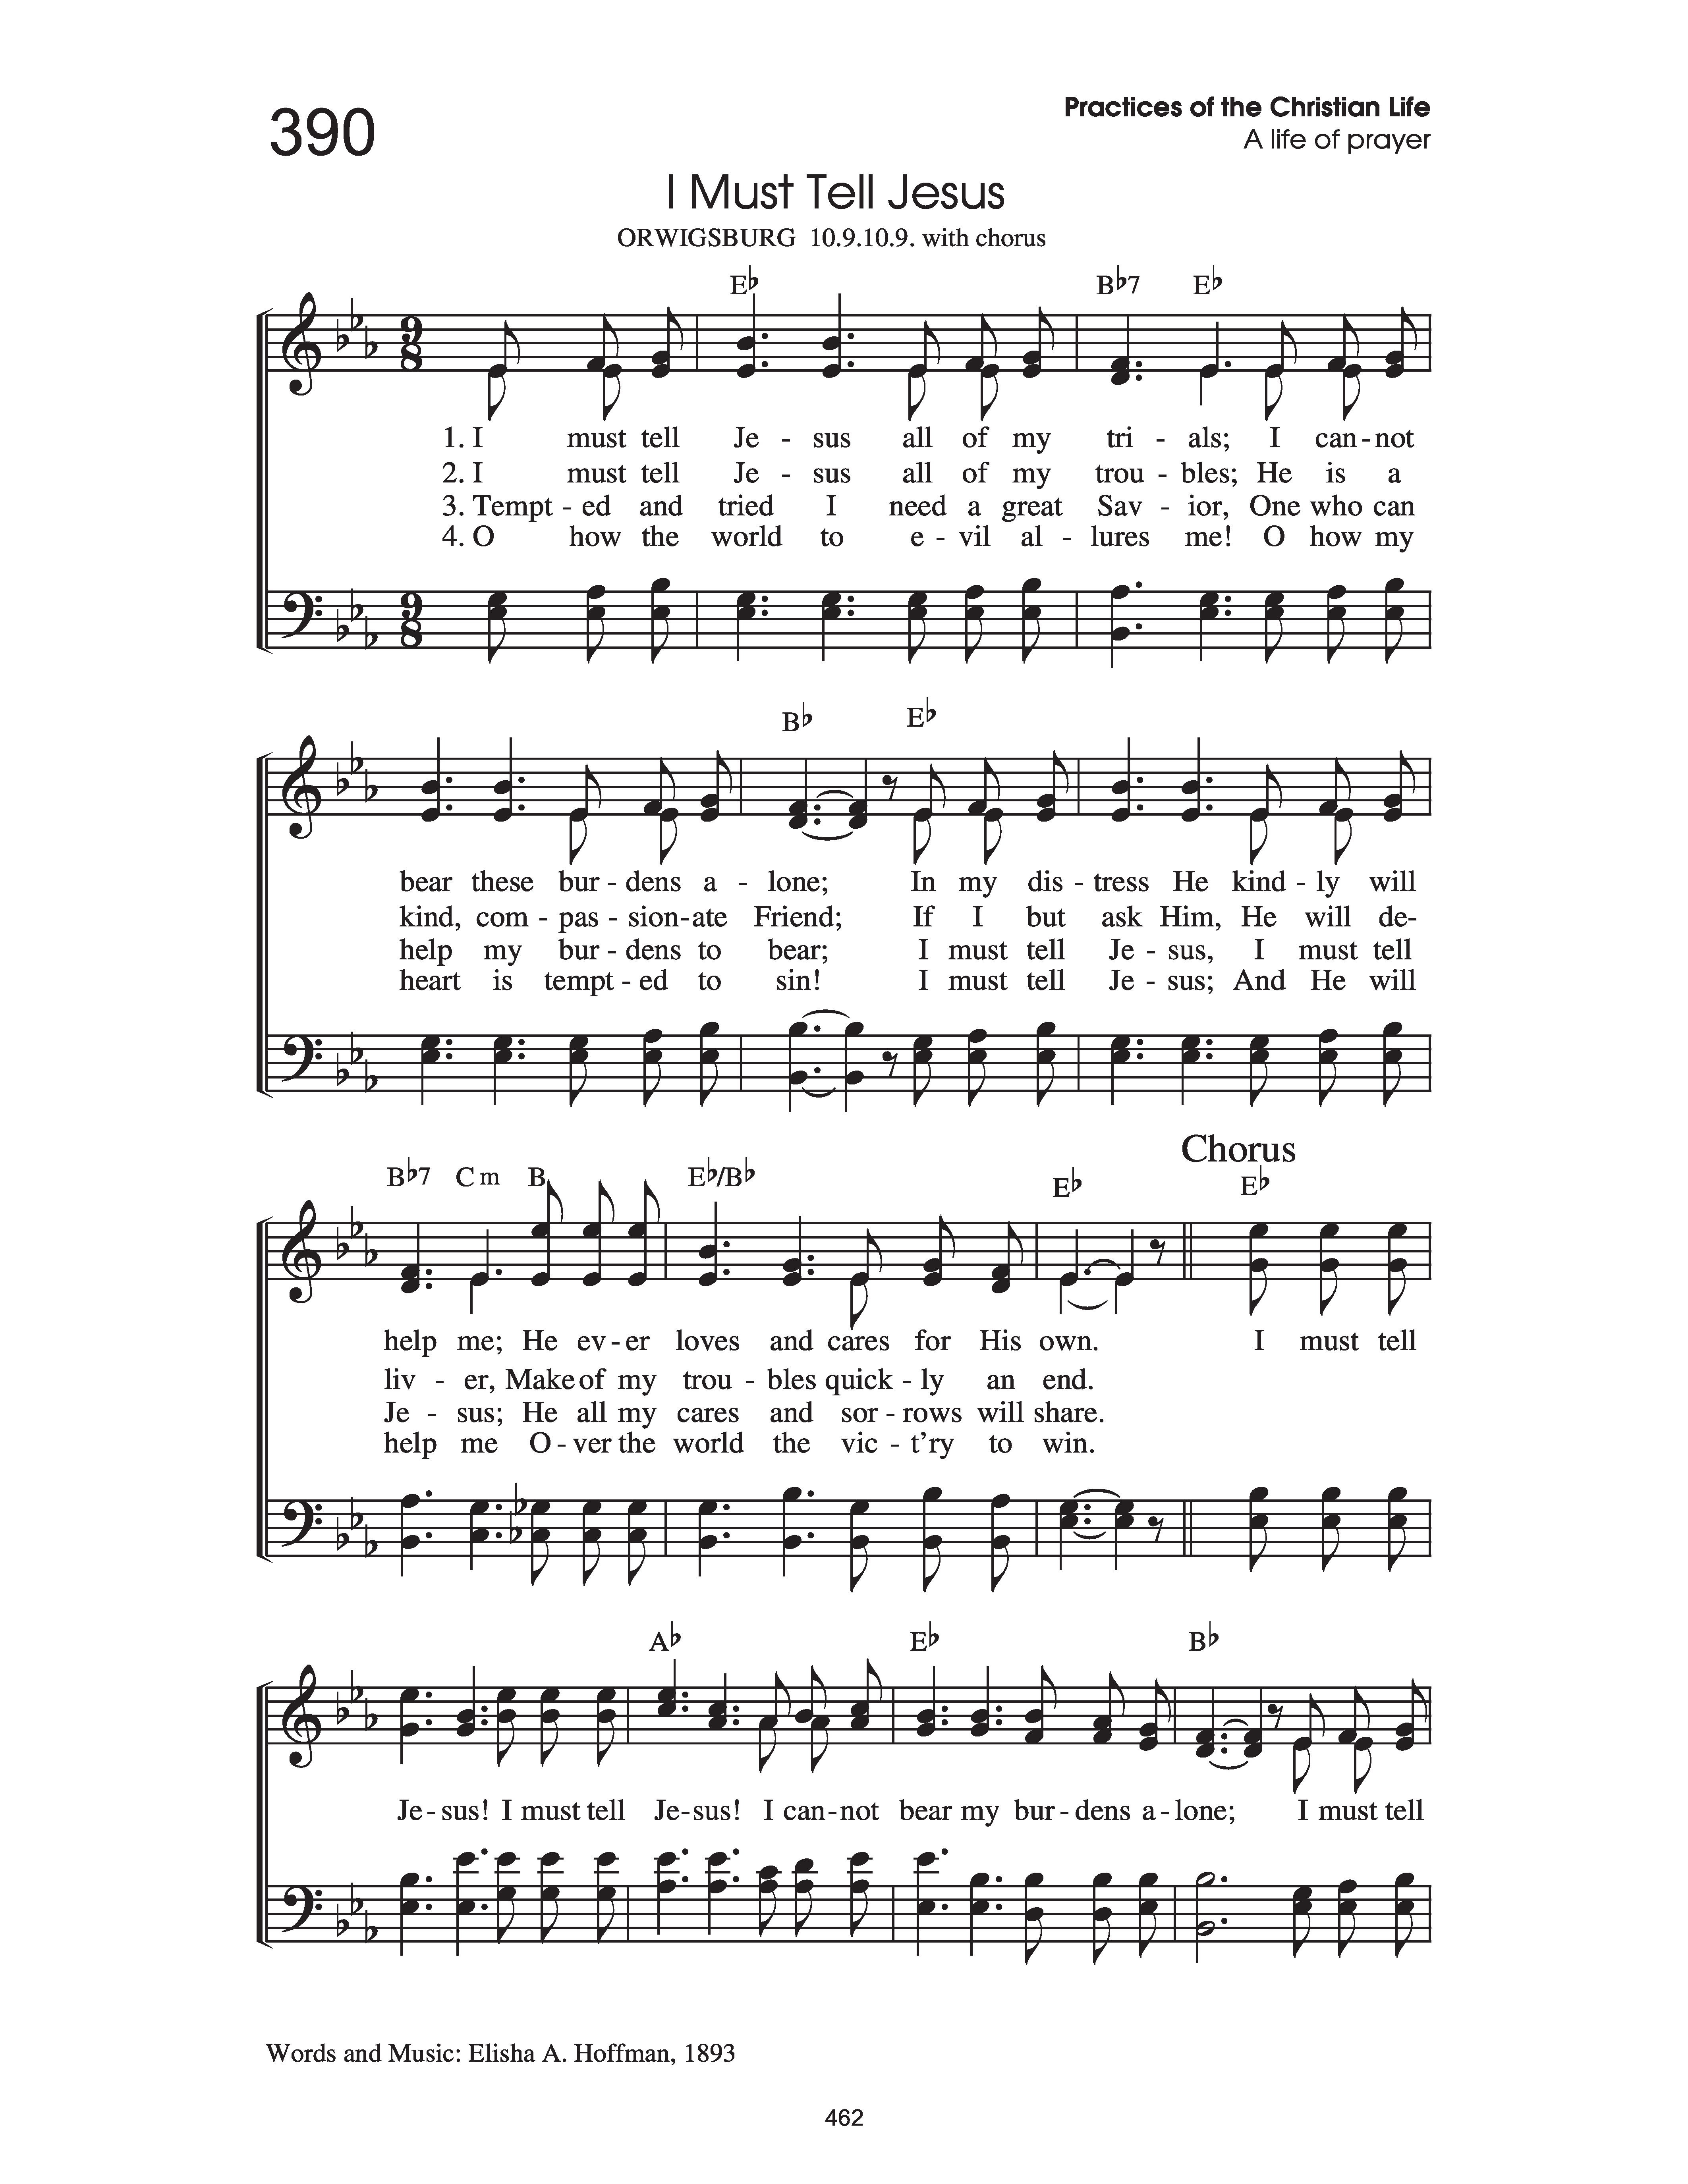 390
Practices of the Christian Life
A life of prayer
I Must Tell Jesus
ORWIGSBURG 10.9.10.9. with chorus
E♭ B♭7 E♭
9/8
1. I must tell Je - sus all of my tri - als; I can - not
2. I must tell Je - sus all of my trou - bles; He is a
3. Tempt - ed and tried I need a great Sav - ior, One who can
4. O how the world to e - vil al - lures me! O how my
9/8
B♭ E♭
bear these bur - dens a - lone; In my dis - tress He kind - ly will
kind, com - pas - sion - ate Friend; If I but ask Him, He will de-
help my bur - dens to bear; I must tell Je - sus, I must tell
heart is tempt - ed to sin! I must tell Je - sus; And He will
Chorus
B♭7 Cm B E♭/B♭ E♭ E♭
help me; He ev - er loves and cares for His own. I must tell
liv - er, Make of my trou - bles quick - ly an end.
Je - sus; He all my cares and sor - rows will share.
help me O - ver the world the vic - t'ry to win.
A♭ E♭ B♭
Je - sus! I must tell Je - sus! I can - not bear my bur - dens a - lone; I must tell
Words and Music: Elisha A. Hoffman, 1893
462